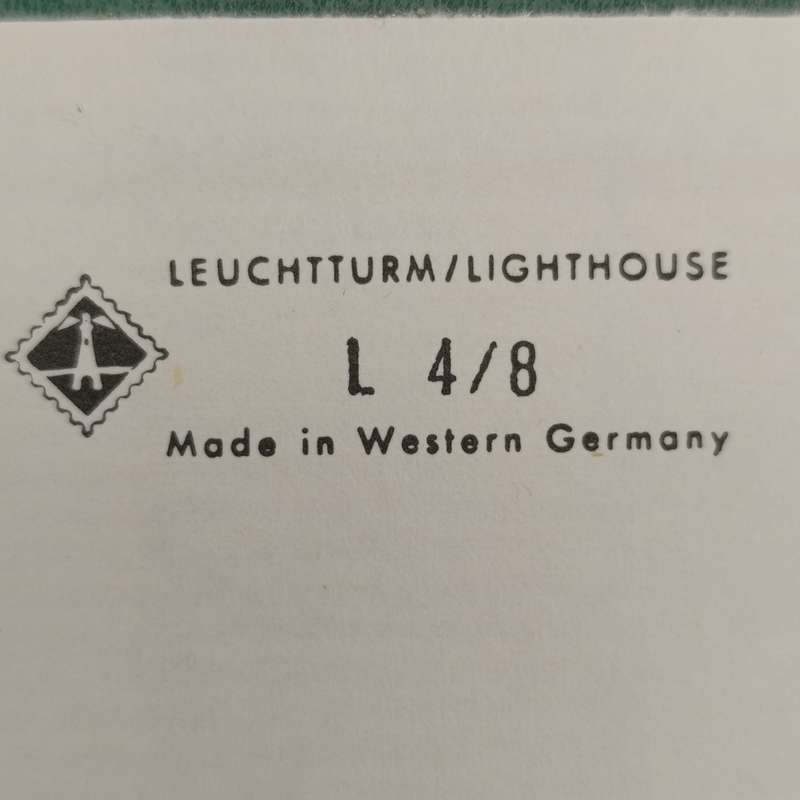 LEUCHTTURM/LIGHTHOUSE
L 4/8
Made in Western Germany